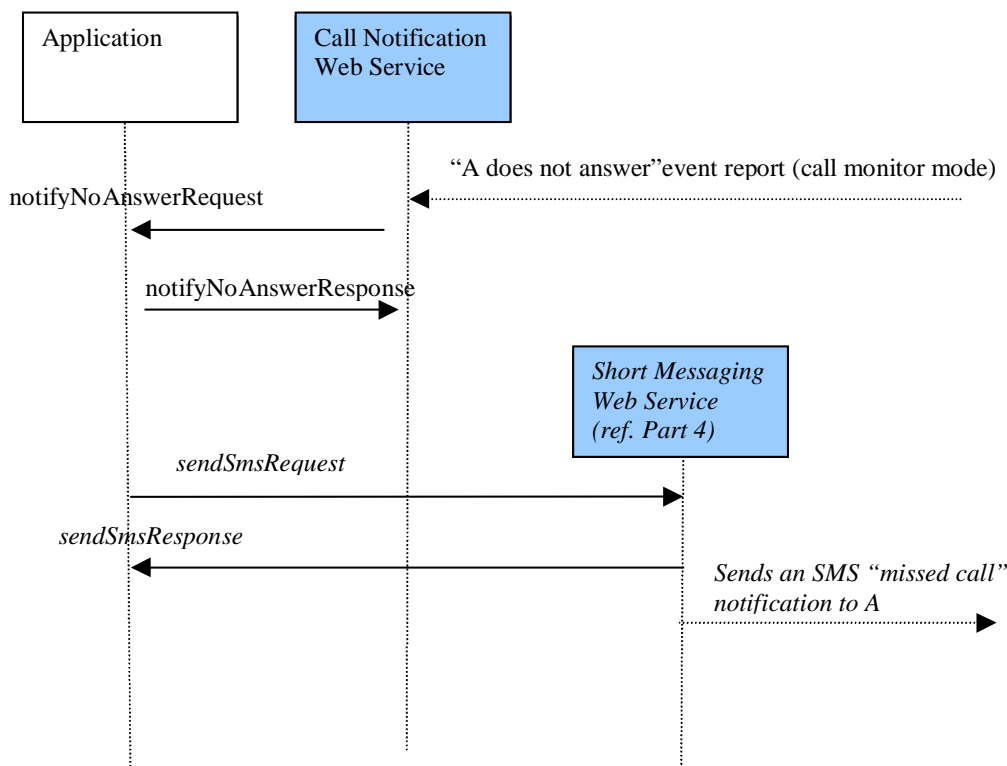 Application
Call Notification
Web Service
“A does not answer”event report (call monitor mode)
notifyNoAnswerRequest
notifyNoAnswerResponse
Short Messaging
Web Service
(ref. Part 4)
sendSmsRequest
sendSmsResponse
Sends an SMS “missed call”
notification to A